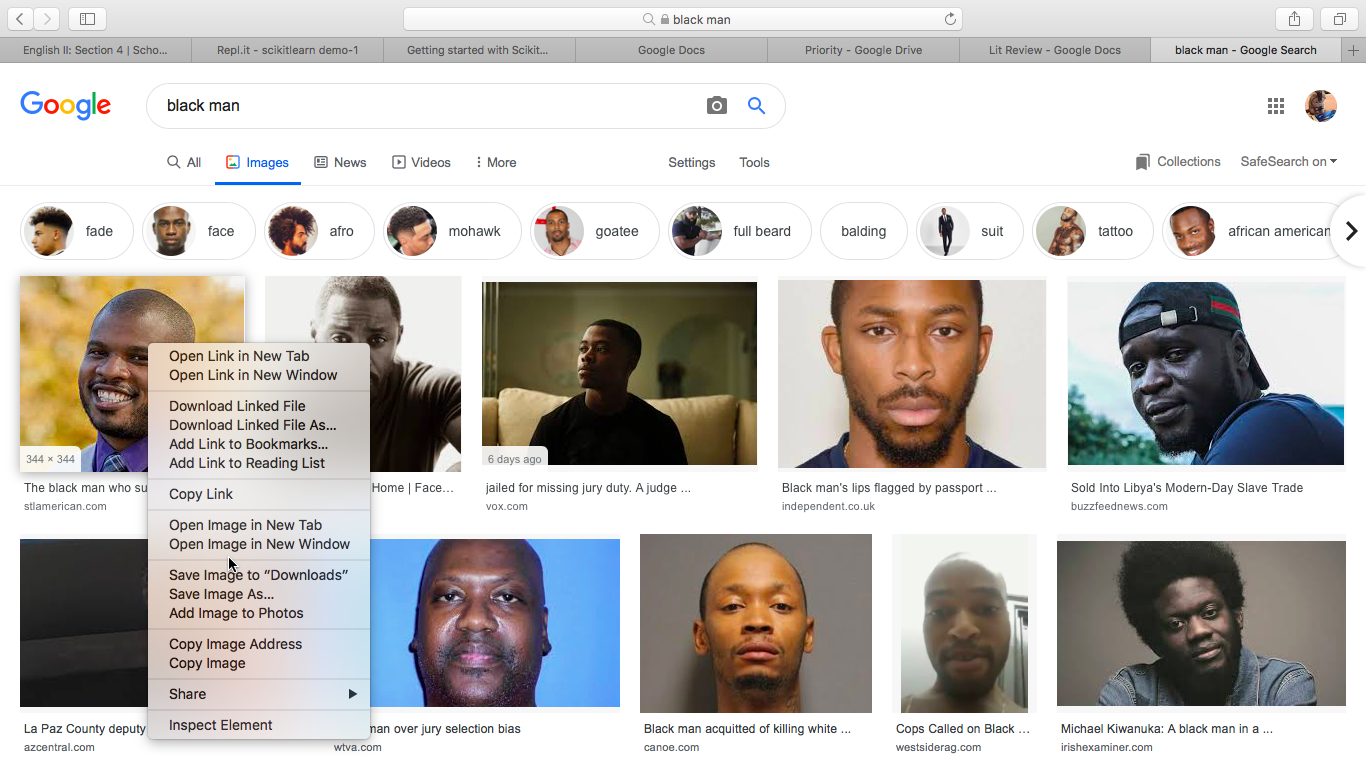 black man
English II: Section 4 | Scho...
Repl.it - scikitlearn demo-1
Getting started with Scikit...
Google Docs
Priority - Google Drive
Lit Review - Google Docs
black man - Google Search
Google
black man
All
Images
News
Videos
More
Settings
Tools
Collections
SafeSearch on
fade
face
afro
mohawk
goatee
full beard
balding
suit
tattoo
african american
344 × 344
6 days ago
The black man who su
Home | Face...
jailed for missing jury duty. A judge ...
Black man's lips flagged by passport ...
Sold Into Libya's Modern-Day Slave Trade
stlamerican.com
vox.com
independent.co.uk
buzzfeednews.com
Open Link in New Tab
Open Link in New Window
Download Linked File
Download Linked File As...
Add Link to Bookmarks...
Add Link to Reading List
Copy Link
Open Image in New Tab
Open Image in New Window
Save Image to “Downloads”
Save Image As...
Add Image to Photos
Copy Image Address
Copy Image
Share
Inspect Element
La Paz County deputy
man over jury selection bias
Black man acquitted of killing white ...
Cops Called on Black ...
Michael Kiwanuka: A black man in a ...
azcentral.com
wtva.com
canoe.com
westsiderag.com
irishexaminer.com